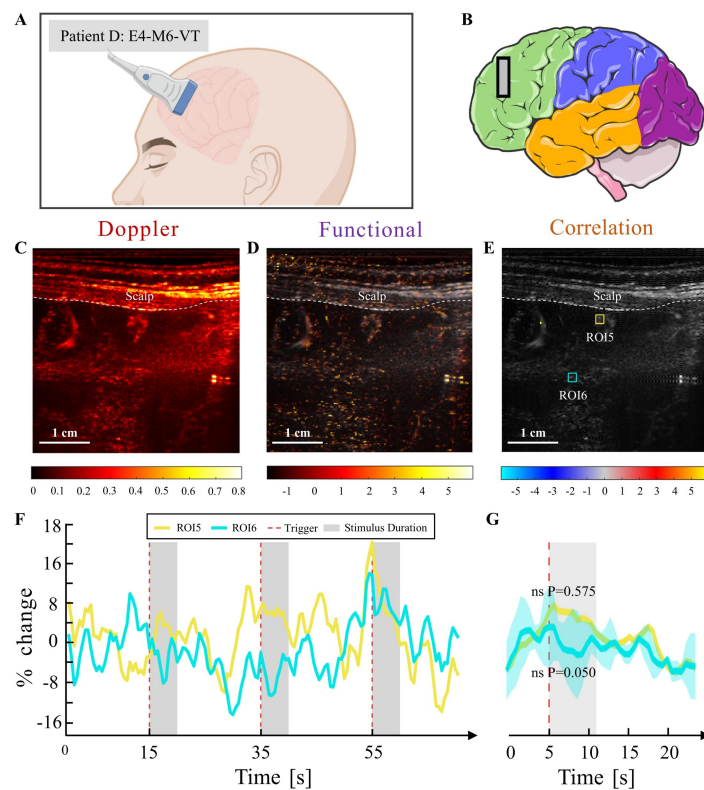 A
Patient D: E4-M6-VT
B
Doppler
Functional
Correlation
C
Scalp
1 cm
D
Scalp
1 cm
E
Scalp
ROI5
ROI6
1 cm
0 0.1 0.2 0.3 0.4 0.5 0.6 0.7 0.8
-1 0 1 2 3 4 5
-5 -4 -3 -2 -1 0 1 2 3 4 5
F
ROI5 ROI6 Trigger Stimulus Duration
% change
18
16
8
0
-8
-16
0 15 35 55
Time [s]
G
ns P=0.575
ns P=0.050
0 5 10 15 20
Time [s]